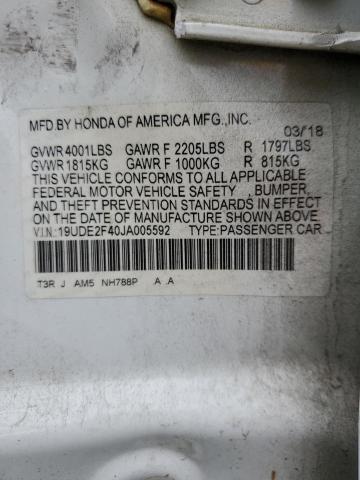 MFD.BY HONDA OF AMERICA MFG.,INC.
03/18
GVWR 4001LBS GAWR F 2205LBS R 1797LBS
GVWR 1815KG GAWR F 1000KG R 815KG
THIS VEHICLE CONFORMS TO ALL APPLICABLE
FEDERAL MOTOR VEHICLE SAFETY , BUMPER,
AND THEFT PREVENTION STANDARDS IN EFFECT
ON THE DATE OF MANUFACTURE SHOWN ABOVE.
V.I.N:19UDE2F40JA005592 TYPE:PASSENGER CAR
T3R J AM5 NH788P A .A